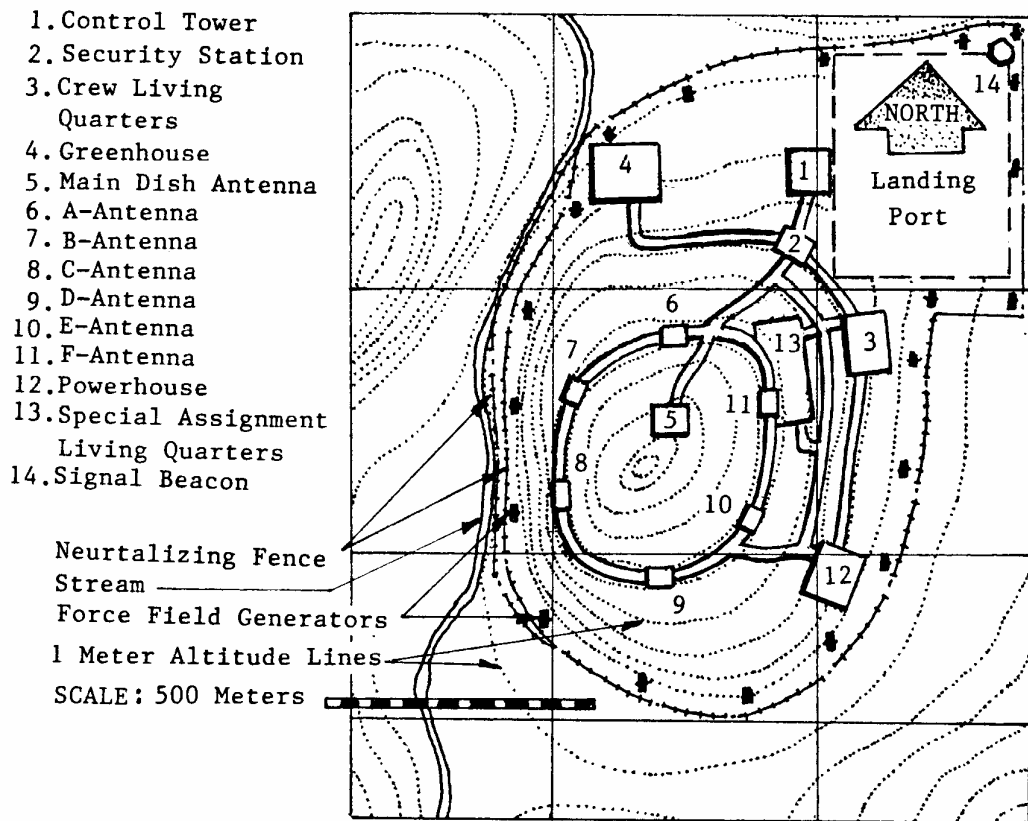 1. Control Tower
2. Security Station
3. Crew Living
Quarters
4. Greenhouse
5. Main Dish Antenna
6. A-Antenna
7. B-Antenna
8. C-Antenna
9. D-Antenna
10. E-Antenna
11. F-Antenna
12. Powerhouse
13. Special Assignment
Living Quarters
14. Signal Beacon
Neurtalizing Fence
Stream
Force Field Generators
1 Meter Altitude Lines
SCALE: 500 Meters
14
NORTH
Landing
Port
4
1
2
6
13
3
7
5
11
8
10
12
9